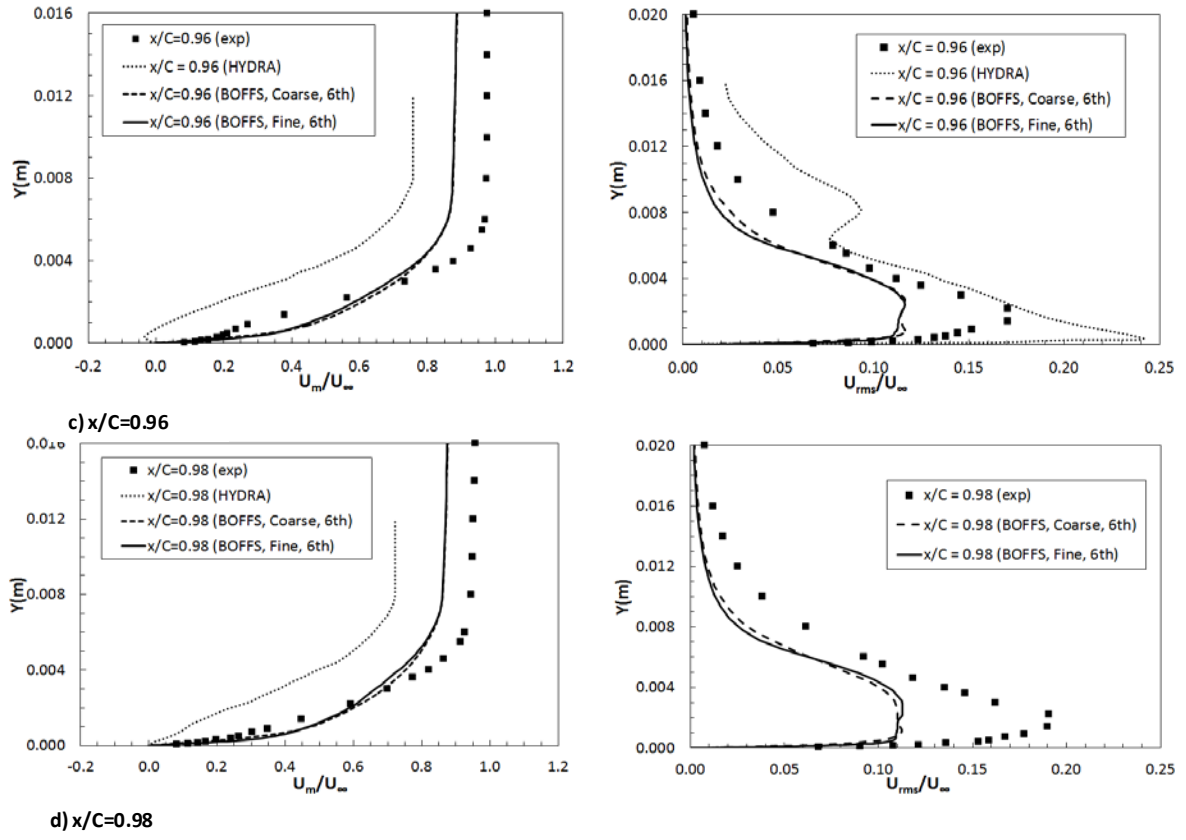 0.016
0.012
0.008
0.004
0.000
Y(m)
x/C=0.96 (exp)
x/C = 0.96 (HYDRA)
x/C=0.96 (BOFFS, Coarse, 6th)
x/C=0.96 (BOFFS, Fine, 6th)
-0.2 0.0 0.2 0.4 0.6 0.8 1.0 1.2
Um/U∞
0.020
0.016
0.012
0.008
0.004
0.000
Y(m)
x/C = 0.96 (exp)
x/C = 0.96 (HYDRA)
x/C = 0.96 (BOFFS, Coarse, 6th)
x/C = 0.96 (BOFFS, Fine, 6th)
0.00 0.05 0.10 0.15 0.20 0.25
Urms/U∞
c) x/C=0.96
0.016
0.012
0.008
0.004
0.000
Y(m)
x/C=0.98 (exp)
x/C=0.98 (HYDRA)
x/C=0.98 (BOFFS, Coarse, 6th)
x/C=0.98 (BOFFS, Fine, 6th)
-0.2 0.0 0.2 0.4 0.6 0.8 1.0 1.2
Um/U∞
0.020
0.016
0.012
0.008
0.004
0.000
Y(m)
x/C = 0.98 (exp)
x/C = 0.98 (BOFFS, Coarse, 6th)
x/C = 0.98 (BOFFS, Fine, 6th)
0.00 0.05 0.10 0.15 0.20 0.25
Urms/U∞
d) x/C=0.98